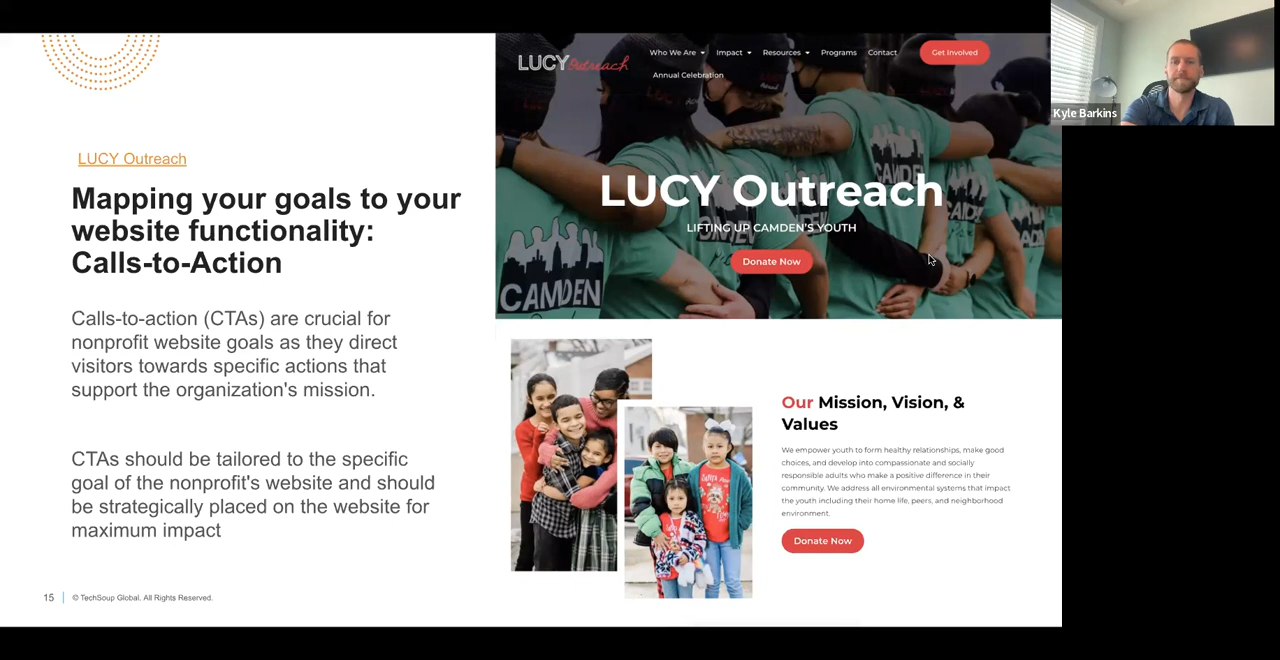 LUCY Outreach
Mapping your goals to your
website functionality:
Calls-to-Action
Calls-to-action (CTAs) are crucial for
nonprofit website goals as they direct
visitors towards specific actions that
support the organization's mission.
CTAs should be tailored to the specific
goal of the nonprofit's website and should
be strategically placed on the website for
maximum impact
15
© TechSoup Global. All Rights Reserved.
LUCY Outreach
Who We Are Impact Resources Programs Contact Get Involved
Annual Celebration
CAMDEN
CAMDEN
CAMDEN
LUCY Outreach
LIFTING UP CAMDEN'S YOUTH
Donate Now
Our Mission, Vision, &
Values
We empower youth to form healthy relationships, make good
choices, and develop into compassionate and socially
responsible adults who make a positive difference in their
community. We address all environmental systems that impact
the youth including their home life, peers, and neighborhood
environment.
Donate Now
Kyle Barkins